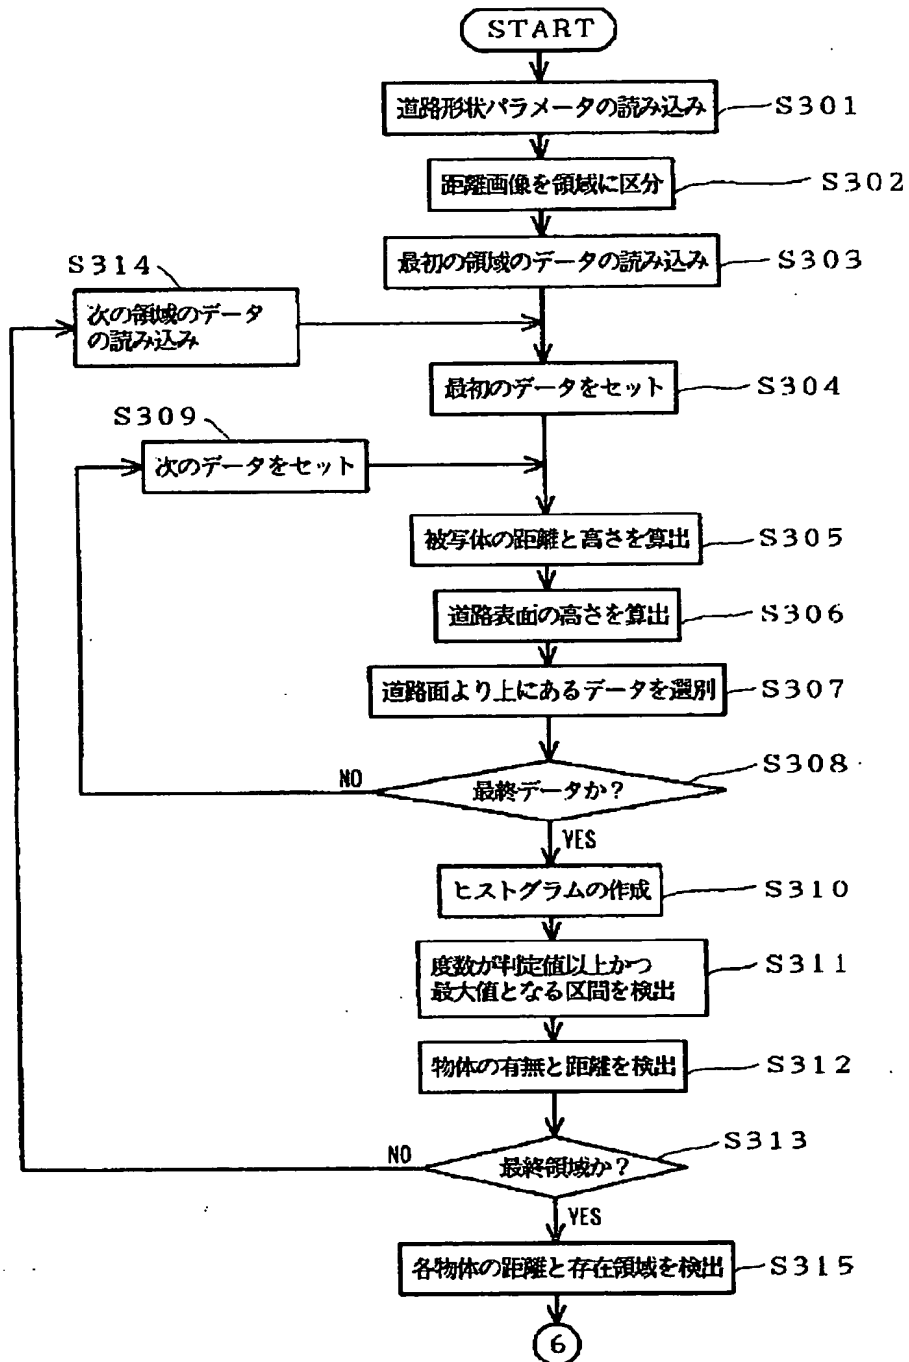 START
道路形状パラメータの読み込み
S301
距離画像を領域に区分
S302
最初の領域のデータの読み込み
S303
S314
次の領域のデータ
の読み込み
最初のデータをセット
S304
S309
次のデータをセット
被写体の距離と高さを算出
S305
道路表面の高さを算出
S306
道路面より上にあるデータを選別
S307
最終データか?
S308
NO
YES
ヒストグラムの作成
S310
度数が判定値以上かつ
最大値となる区間を検出
S311
物体の有無と距離を検出
S312
最終領域か?
S313
NO
YES
各物体の距離と存在領域を検出
S315
6